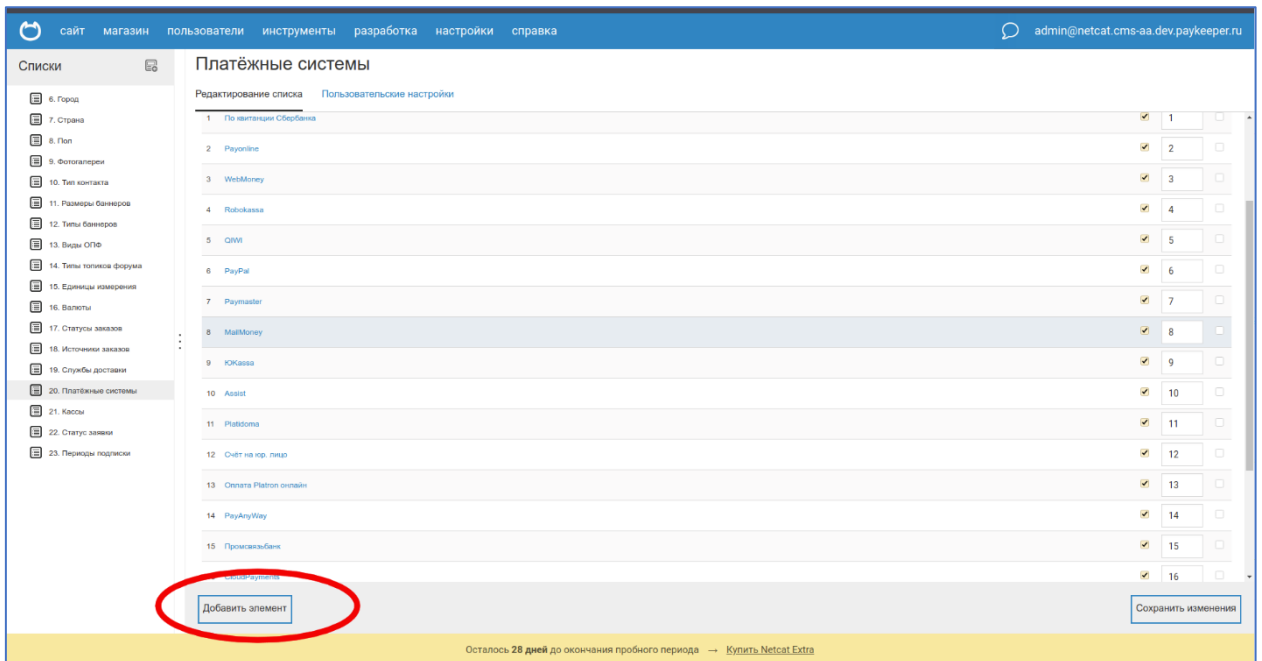 сайт магазин пользователи инструменты разработка настройки справка admin@netcat.cms-aa.dev.paykeeper.ru
Списки
Платёжные системы
Редактирование списка Пользовательские настройки
6. Город
7. Страна
8. Пол
9. Фотогалереи
10. Тип контакта
11. Размеры баннеров
12. Типы баннеров
13. Виды ОПФ
14. Типы топиков форума
15. Единицы измерения
16. Валюты
17. Статусы заказов
18. Источники заказов
19. Службы доставки
20. Платёжные системы
21. Кассы
22. Статус заявки
23. Периоды подписки
1 По квитанции Сбербанка 1
2 Payonline 2
3 WebMoney 3
4 Robokassa 4
5 QIWI 5
6 PayPal 6
7 Paymaster 7
8 MailMoney 8
9 ЮKassa 9
10 Assist 10
11 Platidoma 11
12 Счёт на юр. лицо 12
13 Оплата Platron онлайн 13
14 PayAnyWay 14
15 Промсвязьбанк 15
CloudPayments 16
Добавить элемент Сохранить изменения
Осталось 28 дней до окончания пробного периода → Купить Netcat Extra